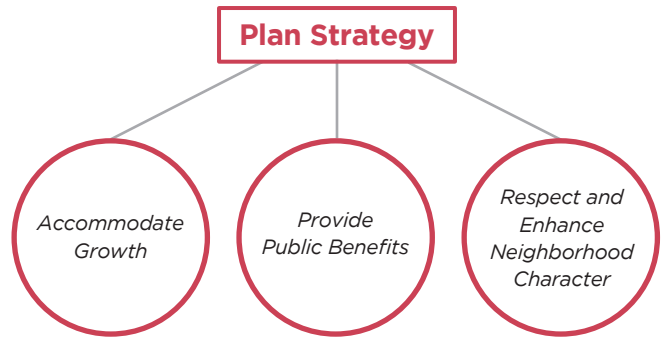 Plan Strategy
Accommodate
Growth
Provide
Public Benefits
Respect and
Enhance
Neighborhood
Character